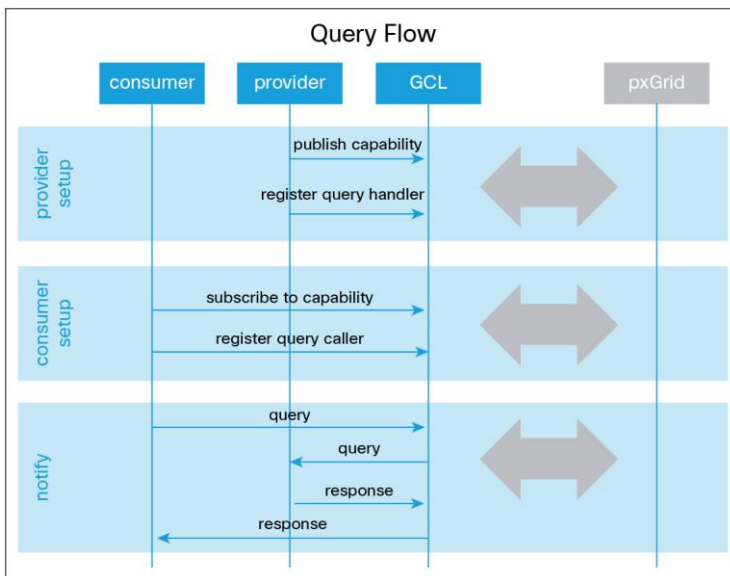 Query Flow
consumer
provider
GCL
pxGrid
provider
setup
publish capability
register query handler
consumer
setup
subscribe to capability
register query caller
notify
query
query
response
response